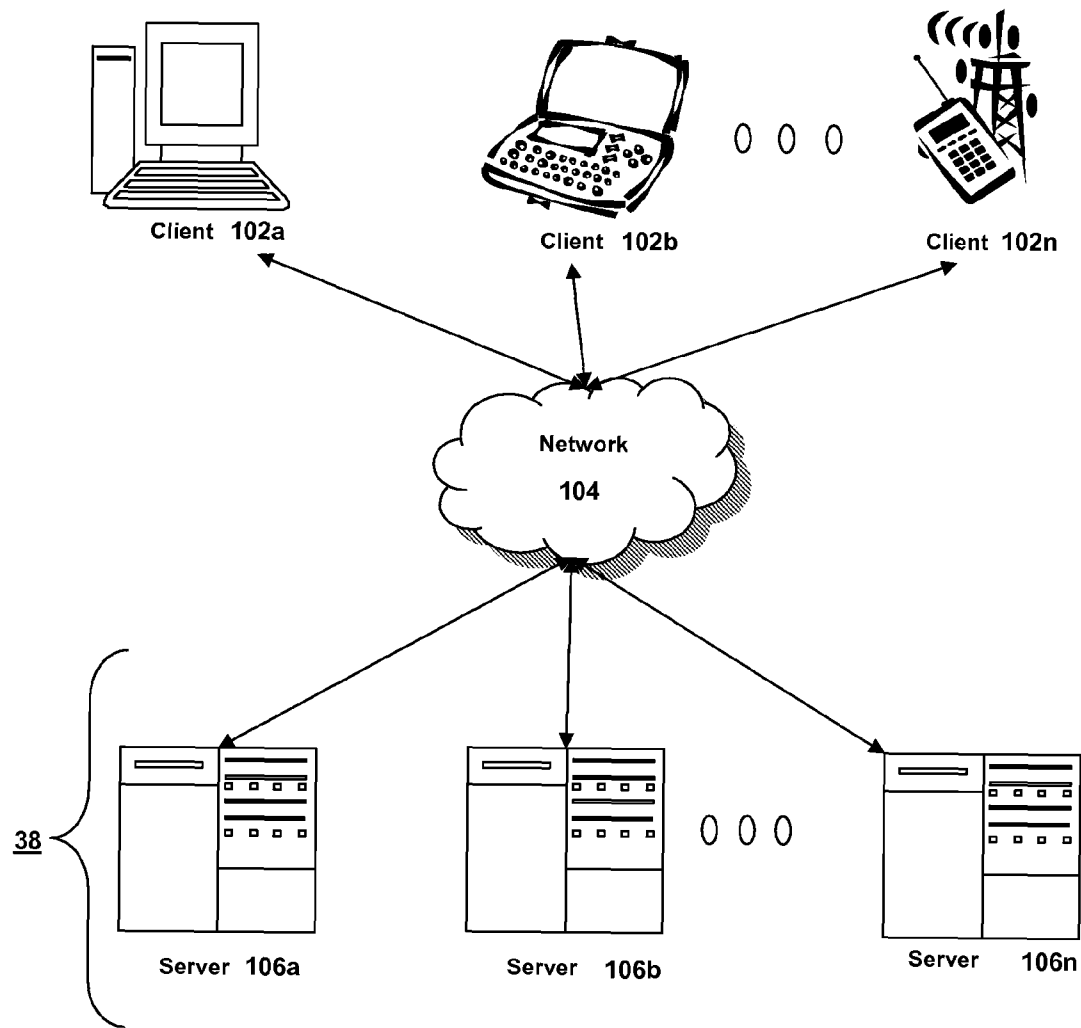 Client 102a
Client 102b
Client 102n
Network
104
38
Server 106a
Server 106b
Server 106n